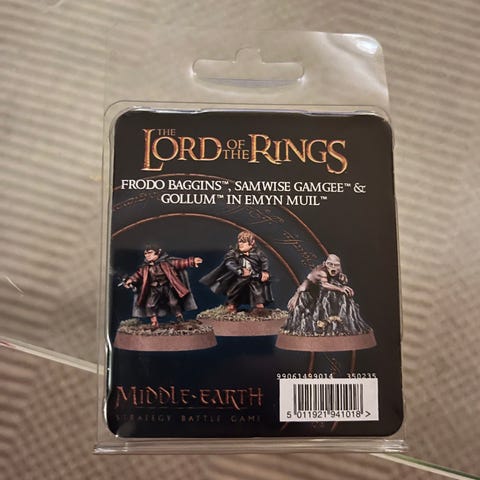 THE
LORD OF THE RINGS
FRODO BAGGINS™, SAMWISE GAMGEE™ &
GOLLUM™ IN EMYN MUIL™
99061499014 350235
MIDDLE-EARTH
STRATEGY BATTLE GAME
5 011921 941018 >